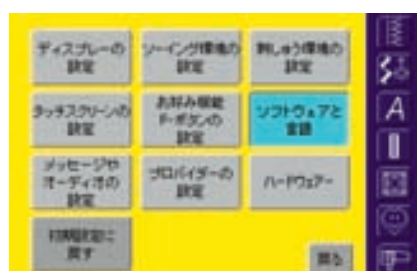 ディスプレーの
設定
ソーイング環境の
設定
刺しゅう環境の
設定
タッチスクリーンの
設定
お好み機能
F-ボタンの
設定
ソフトウェアと
言語
メッセージや
オーディオの
設定
プロバイダーの
設定
ハードウェアー
初期設定に
戻す
戻る
A